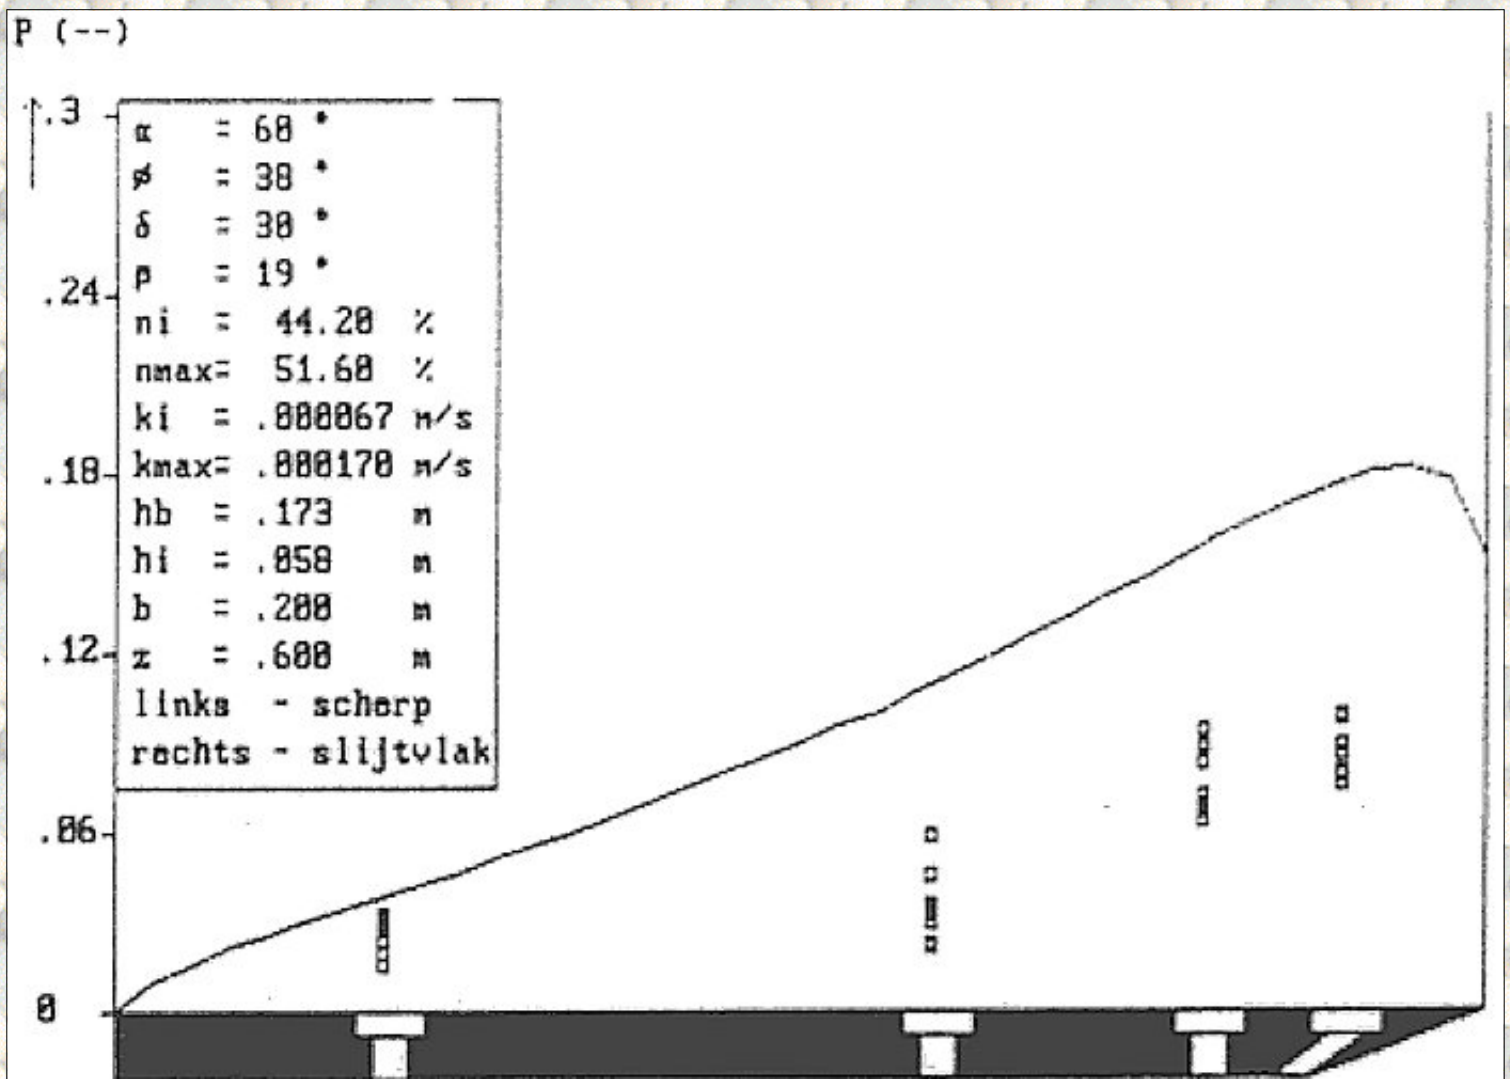 P (--)
↑ .3
.24
.18
.12
.06
0
α = 60 °
ø = 38 °
δ = 30 °
β = 19 °
ni = 44.20 %
nmax= 51.60 %
ki = .000067 m/s
kmax= .000170 m/s
hb = .173 m
hi = .058 m
b = .200 m
z = .600 m
links - scherp
rechts - slijtvlak